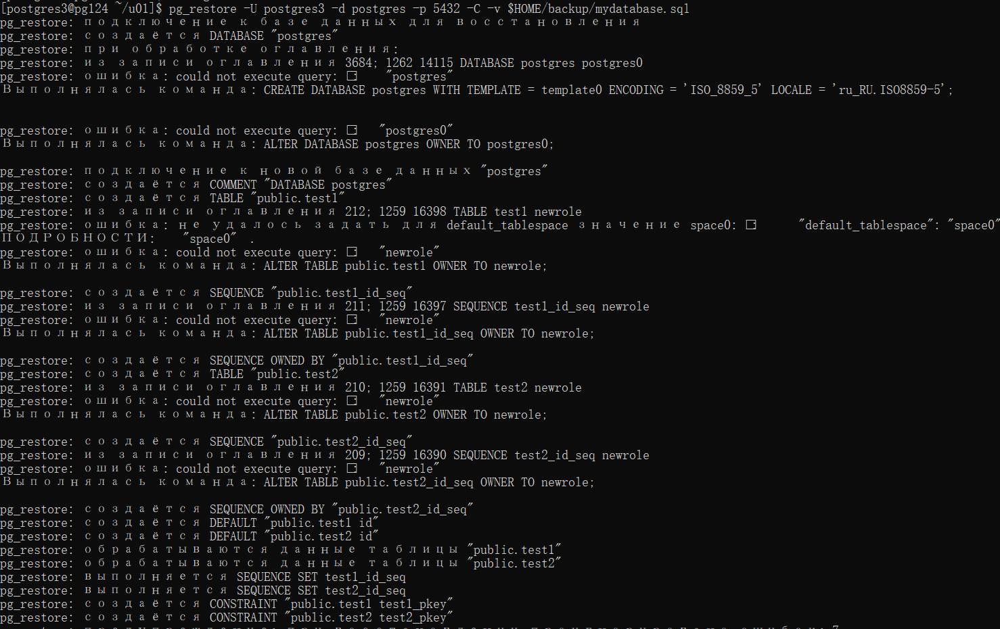 [postgres3@pg124 ~/u01]$ pg_restore -U postgres3 -d postgres -p 5432 -C -v $HOME/backup/mydatabase.sql
pg_restore: подключение к базе данных для восстановления
pg_restore: создаётся DATABASE "postgres"
pg_restore: при обработке оглавления:
pg_restore: из записи оглавления 3684; 1262 14115 DATABASE postgres postgres0
pg_restore: ошибка: could not execute query: "postgres"
Выполнялась команда: CREATE DATABASE postgres WITH TEMPLATE = template0 ENCODING = 'ISO_8859_5' LOCALE = 'ru_RU.ISO8859-5';
pg_restore: ошибка: could not execute query: "postgres0"
Выполнялась команда: ALTER DATABASE postgres OWNER TO postgres0;
pg_restore: подключение к новой базе данных "postgres"
pg_restore: создаётся COMMENT "DATABASE postgres"
pg_restore: создаётся TABLE "public.test1"
pg_restore: из записи оглавления 212; 1259 16398 TABLE test1 newrole
pg_restore: ошибка: не удалось задать для default_tablespace значение space0: "default_tablespace": "space0"
ПОДРОБНОСТИ: "space0" .
pg_restore: ошибка: could not execute query: "newrole"
Выполнялась команда: ALTER TABLE public.test1 OWNER TO newrole;
pg_restore: создаётся SEQUENCE "public.test1_id_seq"
pg_restore: из записи оглавления 211; 1259 16397 SEQUENCE test1_id_seq newrole
pg_restore: ошибка: could not execute query: "newrole"
Выполнялась команда: ALTER TABLE public.test1_id_seq OWNER TO newrole;
pg_restore: создаётся SEQUENCE OWNED BY "public.test1_id_seq"
pg_restore: создаётся TABLE "public.test2"
pg_restore: из записи оглавления 210; 1259 16391 TABLE test2 newrole
pg_restore: ошибка: could not execute query: "newrole"
Выполнялась команда: ALTER TABLE public.test2 OWNER TO newrole;
pg_restore: создаётся SEQUENCE "public.test2_id_seq"
pg_restore: из записи оглавления 209; 1259 16390 SEQUENCE test2_id_seq newrole
pg_restore: ошибка: could not execute query: "newrole"
Выполнялась команда: ALTER TABLE public.test2_id_seq OWNER TO newrole;
pg_restore: создаётся SEQUENCE OWNED BY "public.test2_id_seq"
pg_restore: создаётся DEFAULT "public.test1 id"
pg_restore: создаётся DEFAULT "public.test2 id"
pg_restore: обрабатываются данные таблицы "public.test1"
pg_restore: обрабатываются данные таблицы "public.test2"
pg_restore: выполняется SEQUENCE SET test1_id_seq
pg_restore: выполняется SEQUENCE SET test2_id_seq
pg_restore: создаётся CONSTRAINT "public.test1 test1_pkey"
pg_restore: создаётся CONSTRAINT "public.test2 test2_pkey"